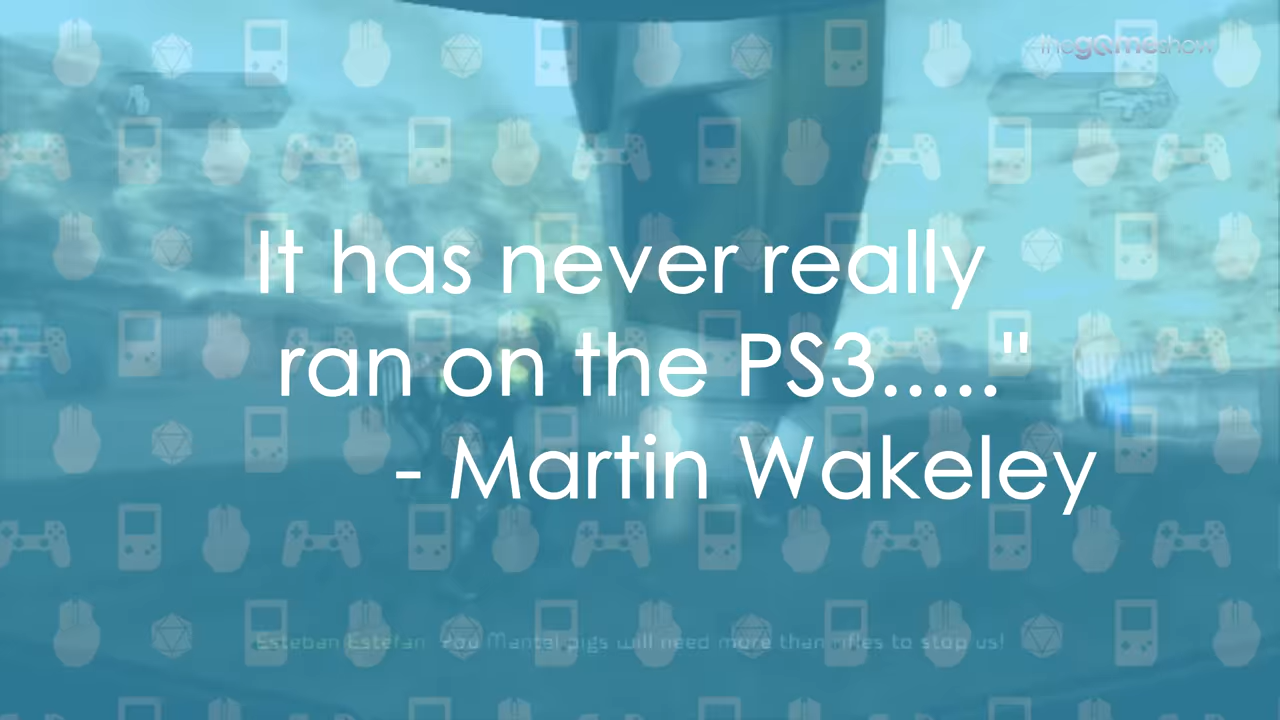 thegameshow
It has never really
ran on the PS3....."
- Martin Wakeley
Esteban Estefan: You Mantel pigs will need more than rifles to stop us!